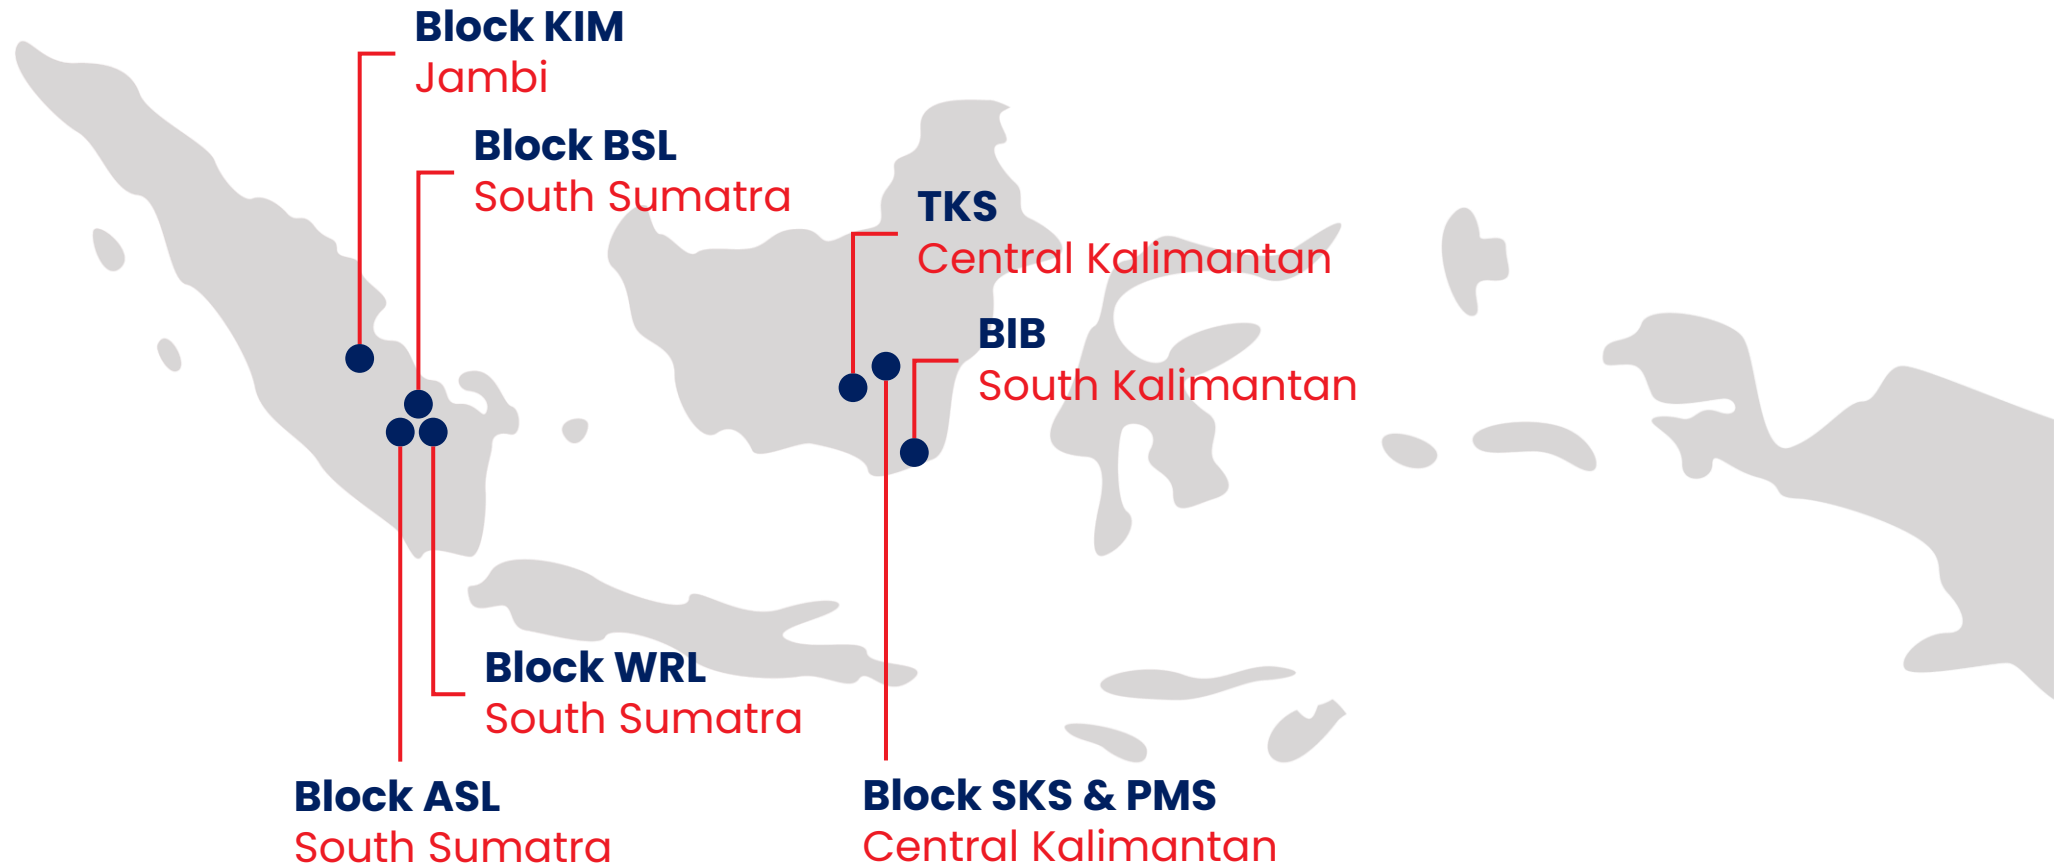 Block KIM
Jambi
Block BSL
South Sumatra
TKS
Central Kalimantan
BIB
South Kalimantan
Block WRL
South Sumatra
Block ASL
South Sumatra
Block SKS & PMS
Central Kalimantan